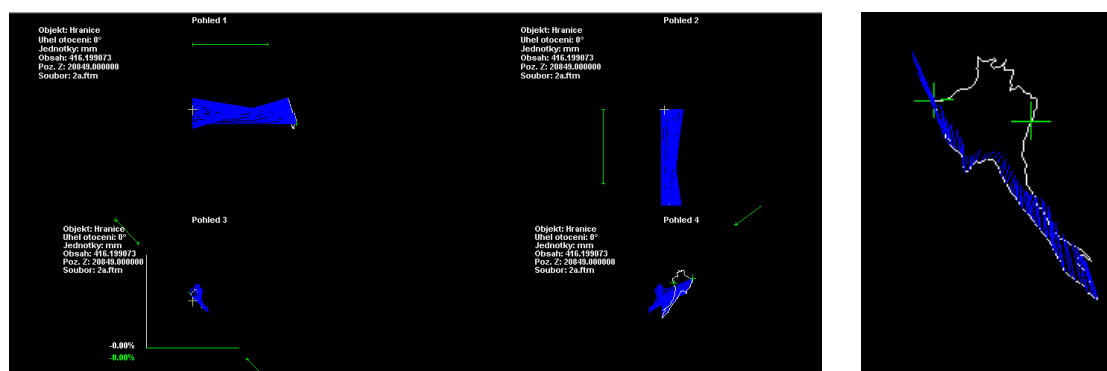 Pohled 1
Objekt: Hranice
Uhel otoceni: 0°
Jednotky: mm
Obsah: 416.199073
Poz. Z: 20849.000000
Soubor: 2a.ftm
Pohled 2
Objekt: Hranice
Uhel otoceni: 0°
Jednotky: mm
Obsah: 416.199073
Poz. Z: 20849.000000
Soubor: 2a.ftm
Pohled 3
Objekt: Hranice
Uhel otoceni: 0°
Jednotky: mm
Obsah: 416.199073
Poz. Z: 20849.000000
Soubor: 2a.ftm
-0.00%
-0.00%
Pohled 4
Objekt: Hranice
Uhel otoceni: 0°
Jednotky: mm
Obsah: 416.199073
Poz. Z: 20849.000000
Soubor: 2a.ftm